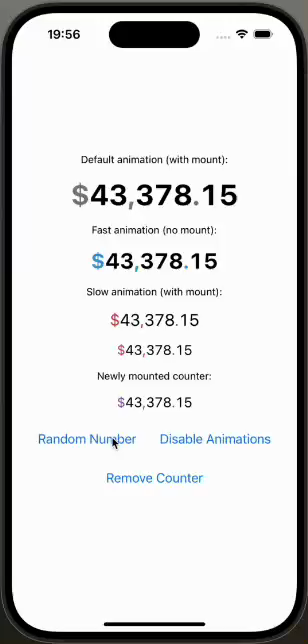 19:56
Default animation (with mount):
$43,378.15
Fast animation (no mount):
$43,378.15
Slow animation (with mount):
$43,378.15
$43,378.15
Newly mounted counter:
$43,378.15
Random Number Disable Animations
Remove Counter